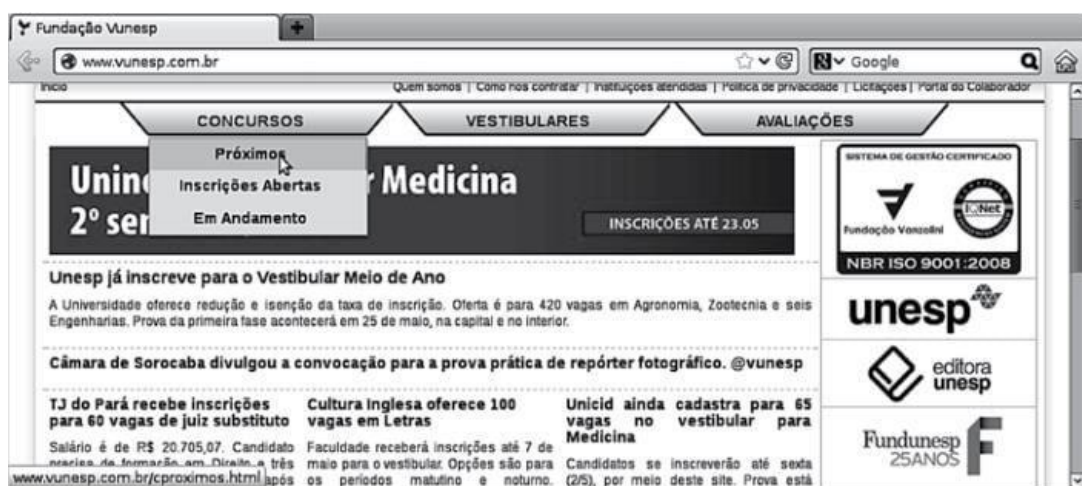 Fundação Vunesp
www.vunesp.com.br
Google
Início
Quem somos | Como nos contratar | Instituições atendidas | Política de privacidade | Licitações | Portal do Colaborador
CONCURSOS
VESTIBULARES
AVALIAÇÕES
Próximos
Inscrições Abertas
Em Andamento
Medicina
2º
INSCRIÇÕES ATÉ 23.05
SISTEMA DE GESTÃO CERTIFICADO
Fundação Vanzolini
IQNet
NBR ISO 9001:2008
Unesp já inscreve para o Vestibular Meio de Ano
A Universidade oferece redução e isenção da taxa de inscrição. Oferta é para 420 vagas em Agronomia, Zootecnia e seis
Engenharias. Prova da primeira fase acontecerá em 25 de maio, na capital e no interior.
unesp
Câmara de Sorocaba divulgou a convocação para a prova prática de repórter fotográfico. @vunesp
editora
unesp
TJ do Pará recebe inscrições
para 60 vagas de juiz substituto
Salário é de R$ 20.705,07. Candidato
precisa de formação em Direito e três
após
Cultura Inglesa oferece 100
vagas em Letras
Faculdade receberá inscrições até 7 de
maio para o vestibular. Opções são para
os períodos matutino e noturno.
Unicid ainda cadastra para 65
vagas no vestibular para
Medicina
Candidatos se inscreverão até sexta
(2/5), por meio deste site. Prova está
Fundunesp
25ANOS
www.vunesp.com.br/cproximos.html